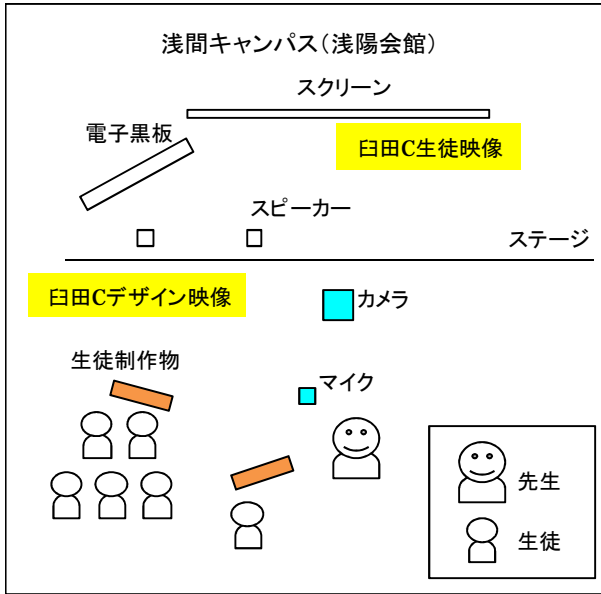 浅間キャンパス（浅陽会館）
スクリーン
電子黒板
臼田C生徒映像
スピーカー
ステージ
臼田Cデザイン映像
カメラ
生徒制作物
マイク
先生
生徒